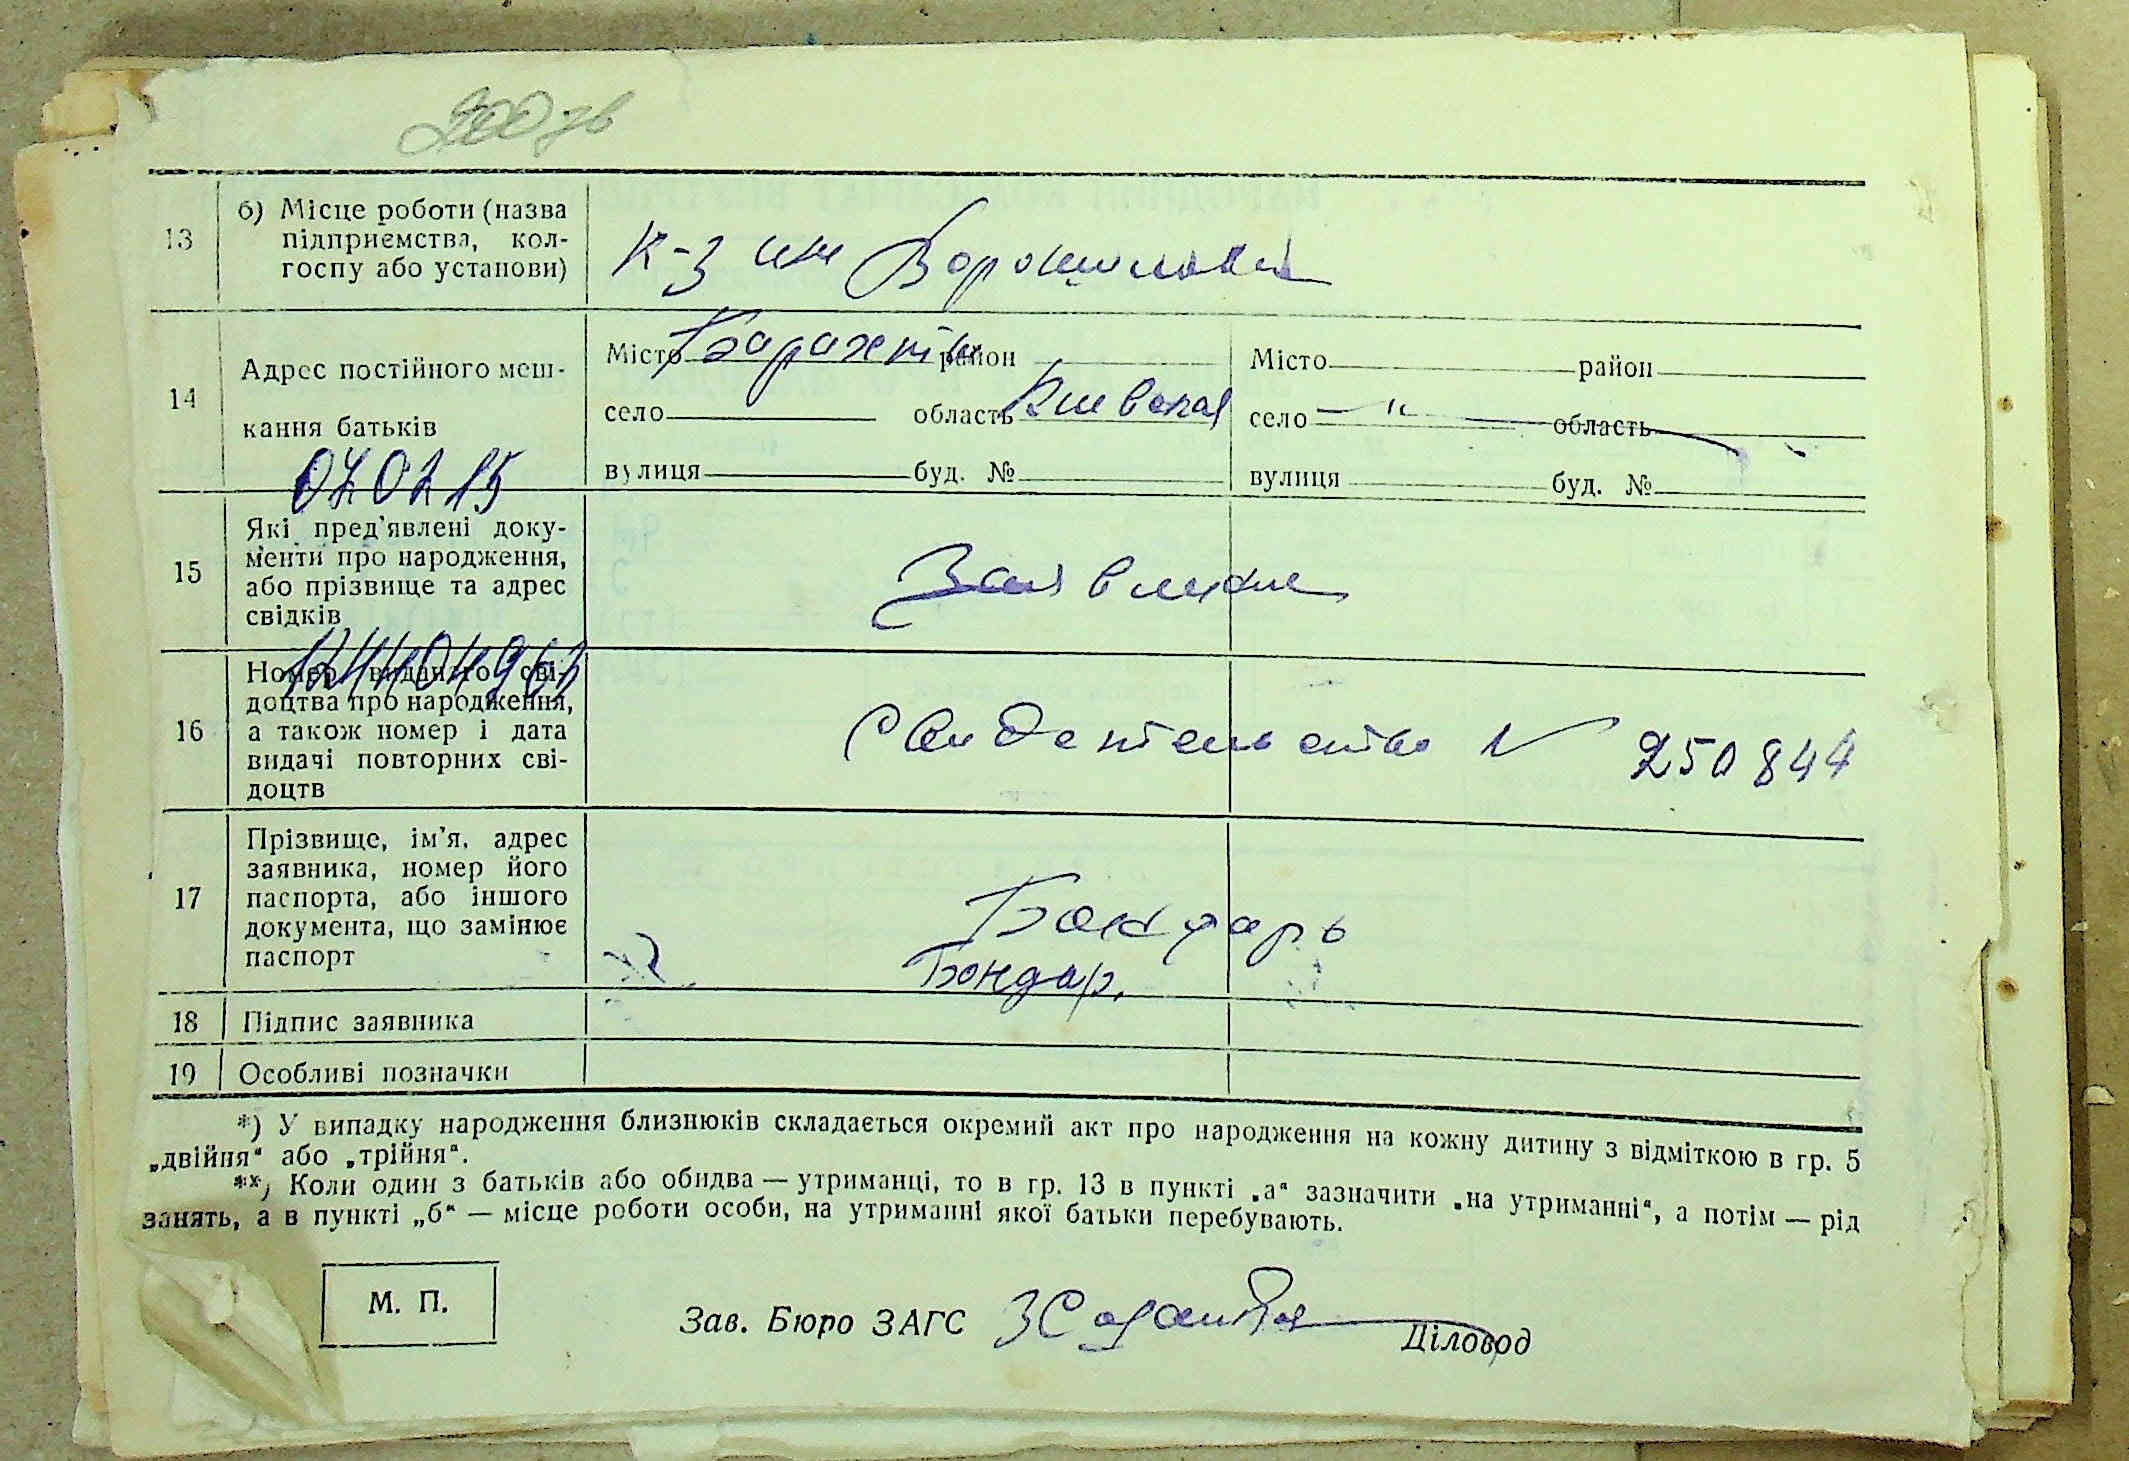 200 зв
13 б) Місце роботи (назва
підприємства, кол-
госпу або установи)
К-з им Ворошилова
14 Адрес постійного меш-
кання батьків
Місто Барахти район
село область Киевская
вулиця буд. №
Місто район
село — " — область
вулиця буд. №
020215
15 Які пред'явлені доку-
менти про народження,
або прізвище та адрес
свідків
Заявление
16 Номер виданого сві-
доцтва про народження,
а також номер і дата
видачі повторних сві-
доцтв
Свидетельство N 250844
17 Прізвище, ім'я, адрес
заявника, номер його
паспорта, або іншого
документа, що замінює
паспорт
Бондарь
Бондар.
18 Підпис заявника
19 Особливі позначки
*) У випадку народження близнюків складається окремий акт про народження на кожну дитину з відміткою в гр. 5
„двійня“ або „трійня“.
**) Коли один з батьків або обидва — утриманці, то в гр. 13 в пункті „а“ зазначити „на утриманні“, а потім — рід
занять, а в пункті „б“ — місце роботи особи, на утриманні якої батьки перебувають.
М. П.
Зав. Бюро ЗАГС
Діловод